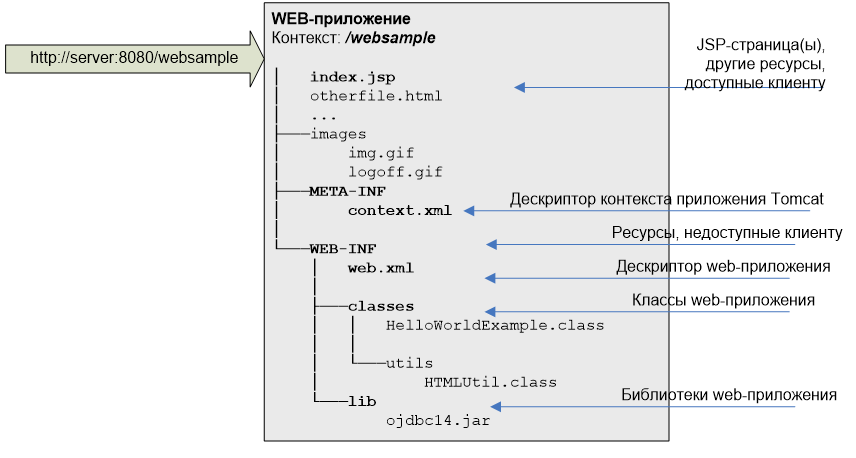 WEB-приложение
Контекст: /websample
http://server:8080/websample
JSP-страница(ы),
другие ресурсы,
доступные клиенту
index.jsp
otherfile.html
...
images
img.gif
logoff.gif
META-INF
Дескриптор контекста приложения Tomcat
context.xml
Ресурсы, недоступные клиенту
WEB-INF
Дескриптор web-приложения
web.xml
Классы web-приложения
classes
HelloWorldExample.class
utils
HTMLUtil.class
Библиотеки web-приложения
lib
ojdbc14.jar